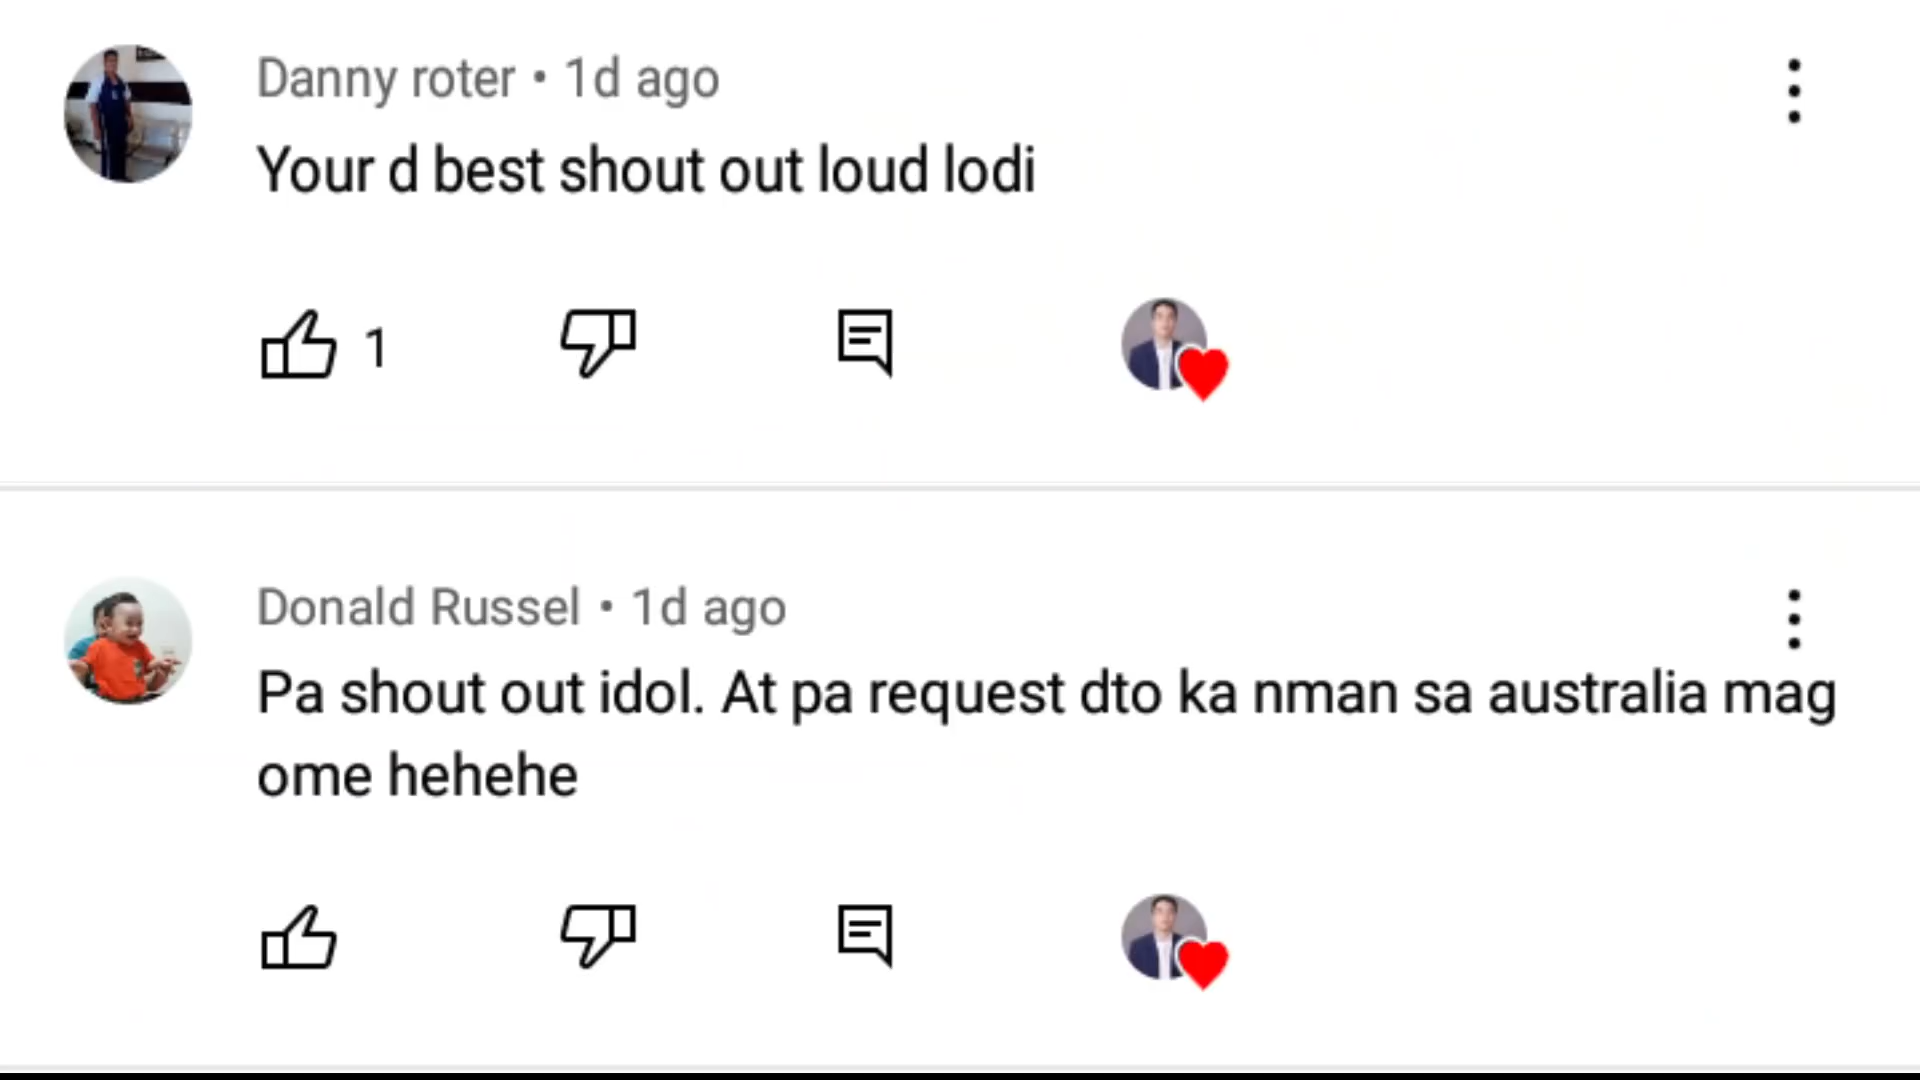 Danny roter • 1d ago
Your d best shout out loud lodi
1
Donald Russel • 1d ago
Pa shout out idol. At pa request dto ka nman sa australia mag
ome hehehe